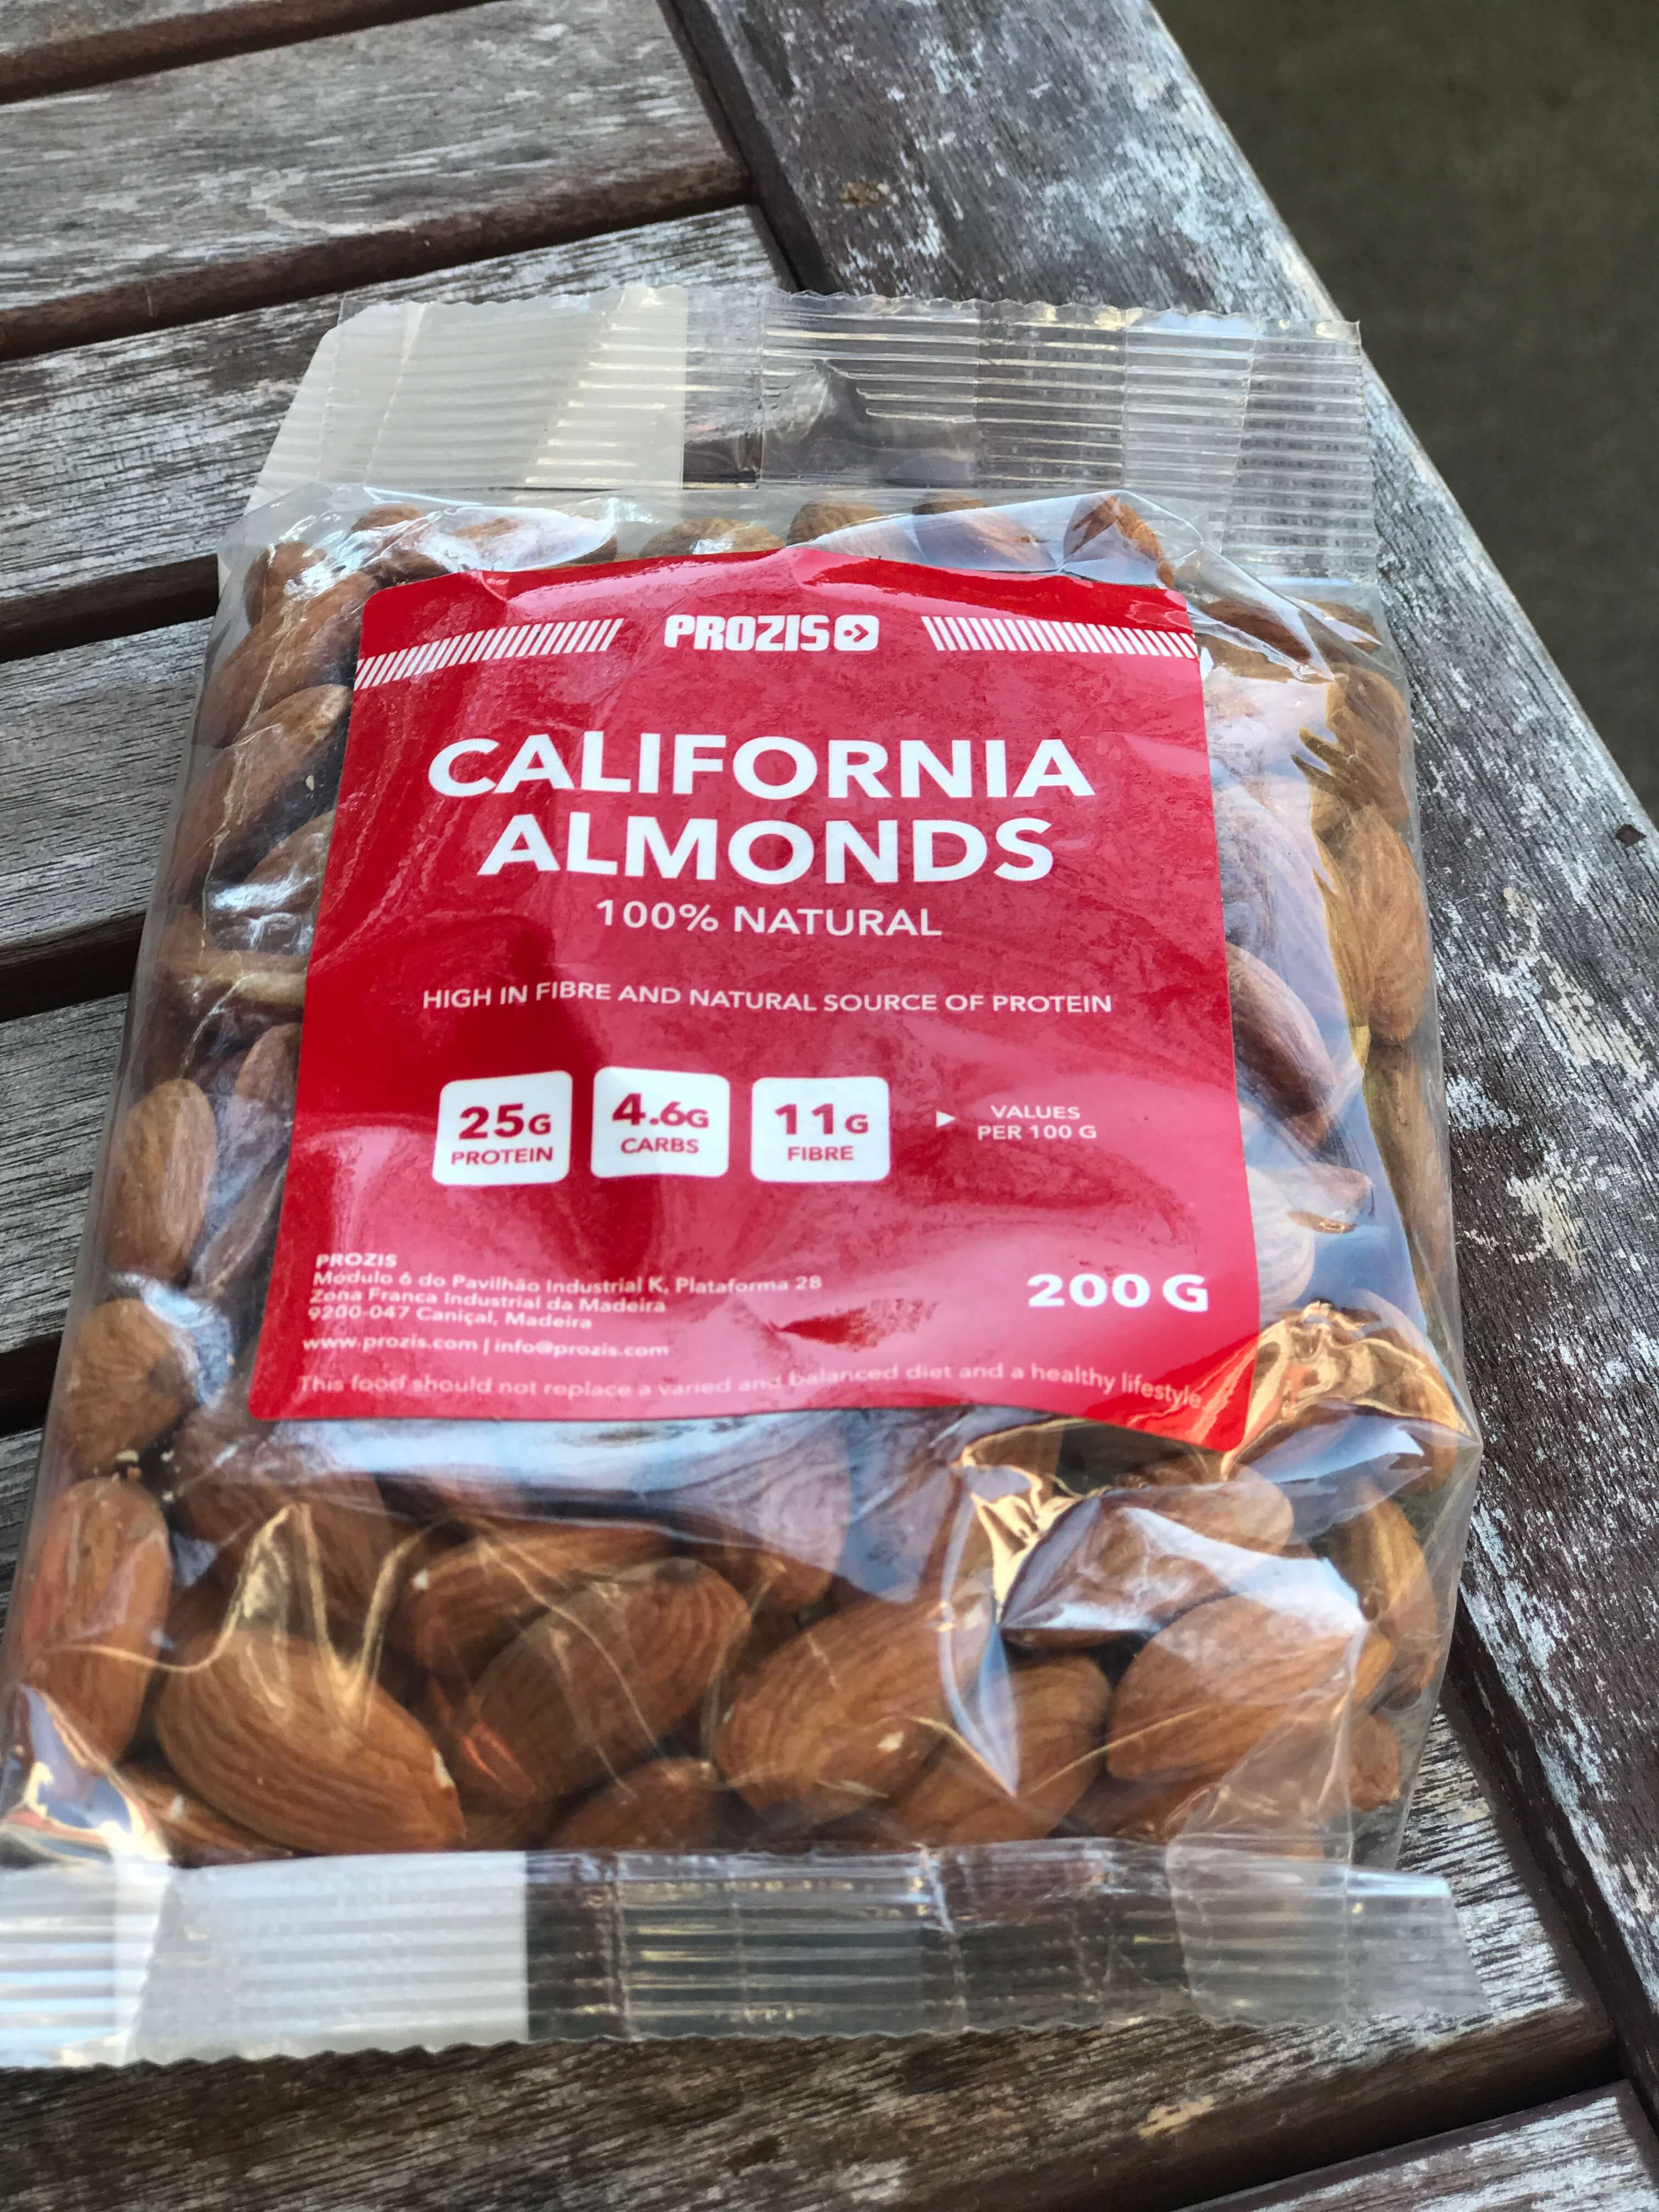 PROZIS
CALIFORNIA
ALMONDS
100% NATURAL
HIGH IN FIBRE AND NATURAL SOURCE OF PROTEIN
25G
PROTEIN
4.6G
CARBS
11G
FIBRE
VALUES
PER 100 G
PROZIS
Módulo 6 do Pavilhão Industrial K, Plataforma 28
Zona Franca Industrial da Madeira
9200-047 Caniçal, Madeira
www.prozis.com | info@prozis.com
200 G
This food should not replace a varied and balanced diet and a healthy lifestyle.